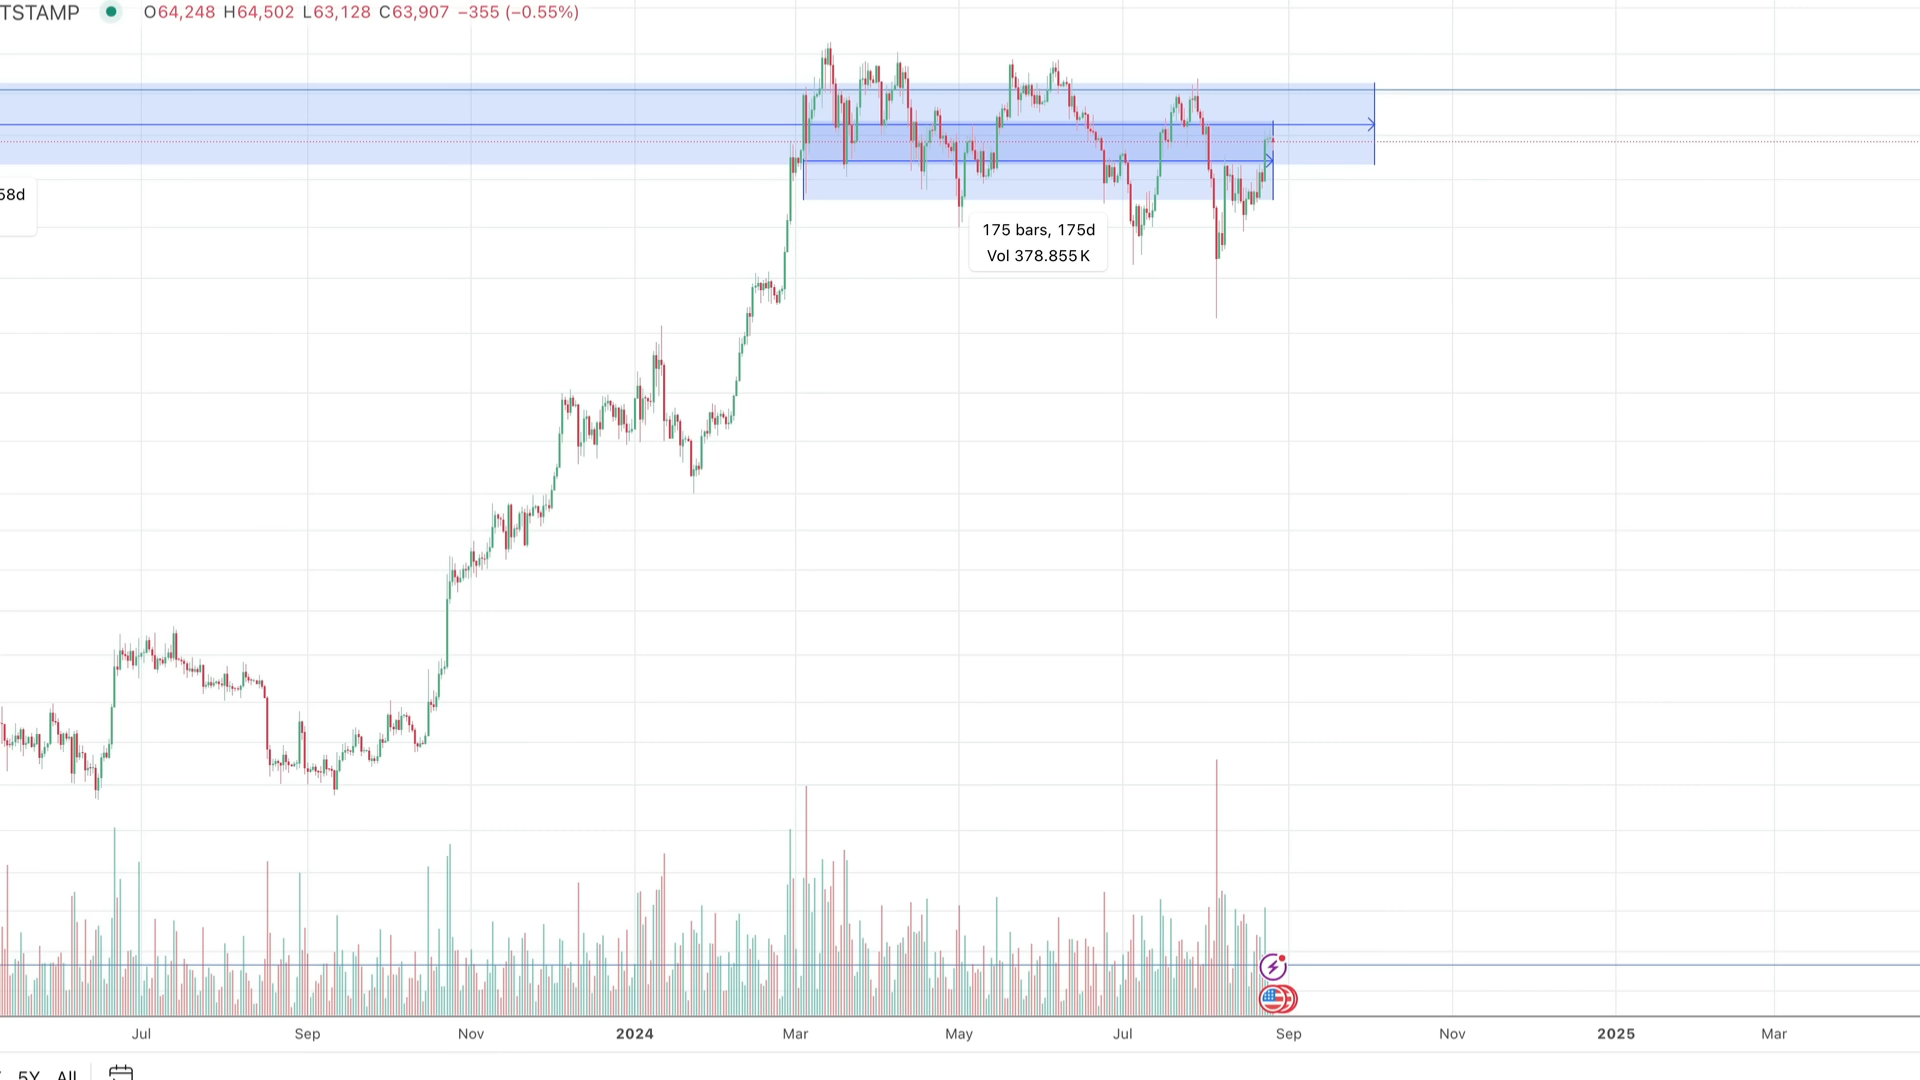 TSTAMP O64,248 H64,502 L63,128 C63,907 −355 (−0.55%)
58d
175 bars, 175d
Vol 378.855K
Jul Sep Nov 2024 Mar May Jul Sep Nov 2025 Mar
5Y All